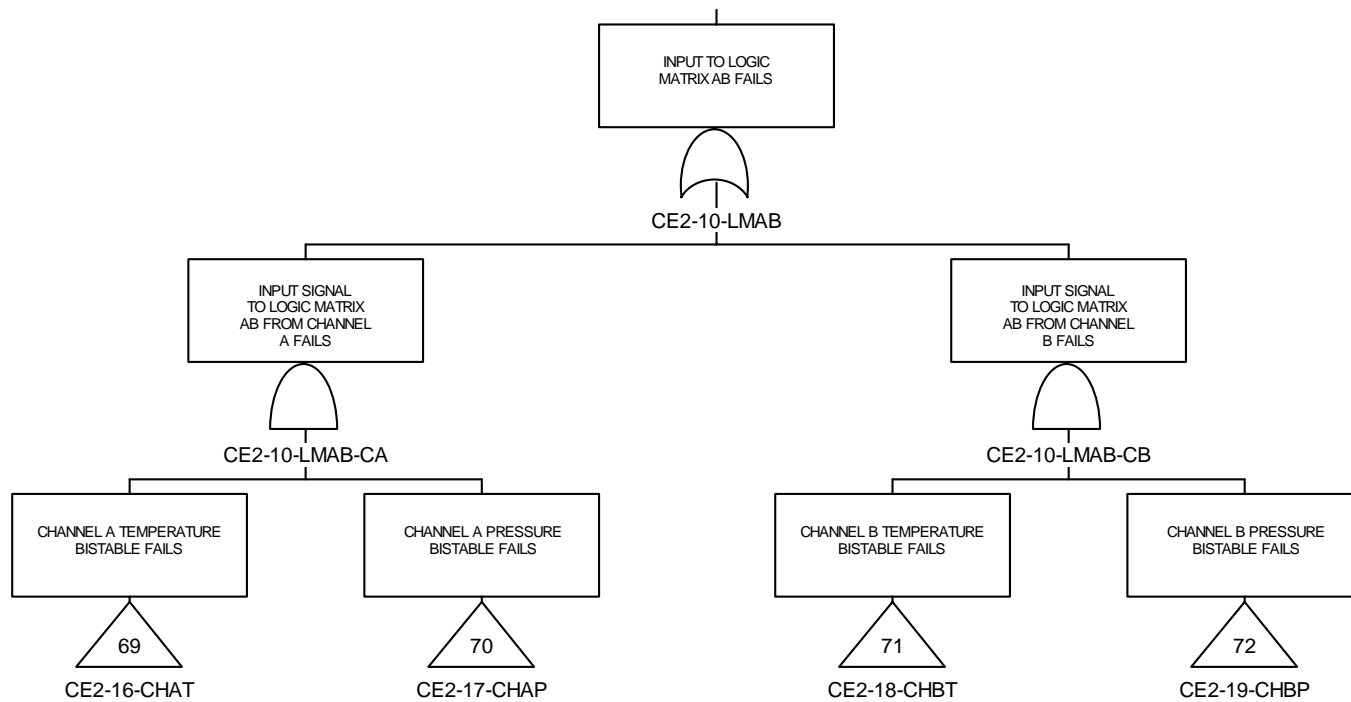 INPUT TO LOGIC
MATRIX AB FAILS
CE2-10-LMAB
INPUT SIGNAL
TO LOGIC MATRIX
AB FROM CHANNEL
A FAILS
INPUT SIGNAL
TO LOGIC MATRIX
AB FROM CHANNEL
B FAILS
CE2-10-LMAB-CA
CE2-10-LMAB-CB
CHANNEL A TEMPERATURE
BISTABLE FAILS
CHANNEL A PRESSURE
BISTABLE FAILS
CHANNEL B TEMPERATURE
BISTABLE FAILS
CHANNEL B PRESSURE
BISTABLE FAILS
69
70
71
72
CE2-16-CHAT
CE2-17-CHAP
CE2-18-CHBT
CE2-19-CHBP